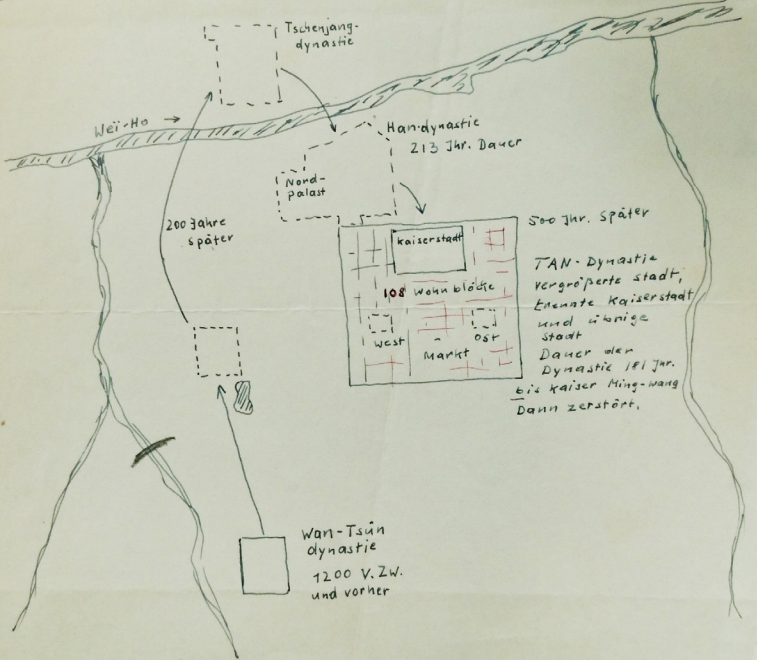 Tschenjang-
dynastie
Wei-Ho →
Han-dynastie
213 Jhr. Dauer
Nord-
palast
200 Jahre
später
Kaiserstadt
108 Wohnblöcke
West
Ost
Markt
500 Jhr. Später
TAN-Dynastie
vergrößerte Stadt,
trennte Kaiserstadt
und übrige
Stadt
Dauer der
Dynastie 181 Jhr.
bis Kaiser Ming-wang
Dann zerstört.
Wan-Tsün
dynastie
1200 V. ZW.
und vorher